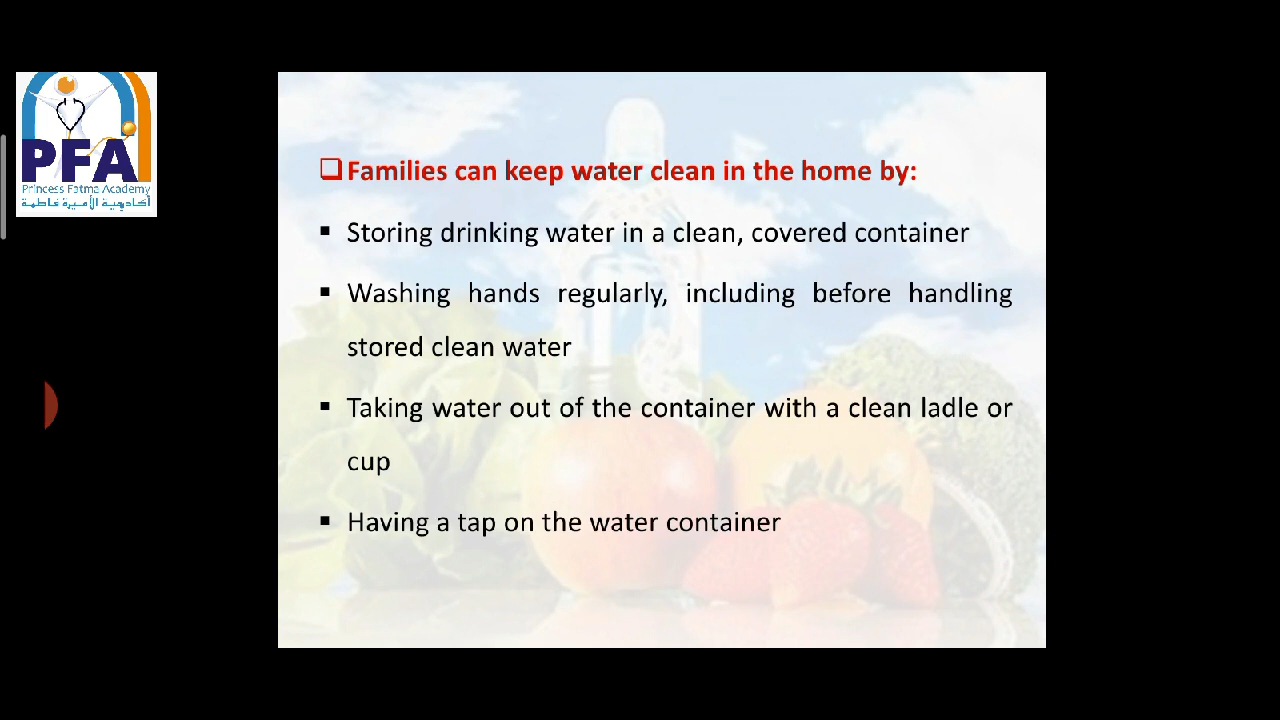 PFA
Princess Fatma Academy
أكاديمية الأميرة فاطمة
❑Families can keep water clean in the home by:
▪ Storing drinking water in a clean, covered container
▪ Washing hands regularly, including before handling
stored clean water
▪ Taking water out of the container with a clean ladle or
cup
▪ Having a tap on the water container